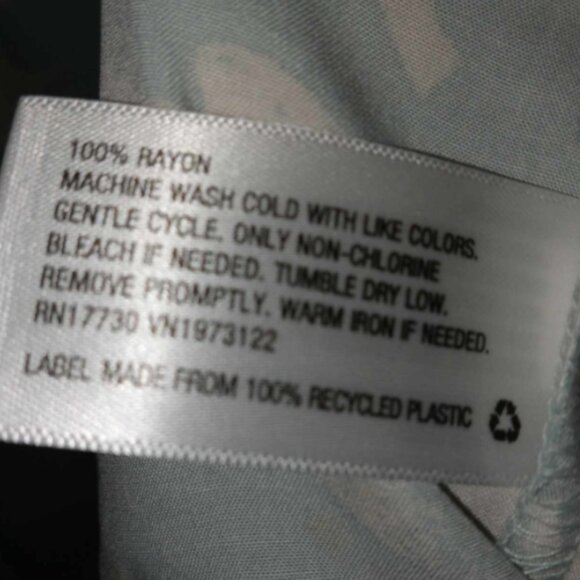 100% RAYON
MACHINE WASH COLD WITH LIKE COLORS.
GENTLE CYCLE. ONLY NON-CHLORINE
BLEACH IF NEEDED. TUMBLE DRY LOW.
REMOVE PROMPTLY. WARM IRON IF NEEDED.
RN17730 VN1973122
LABEL MADE FROM 100% RECYCLED PLASTIC